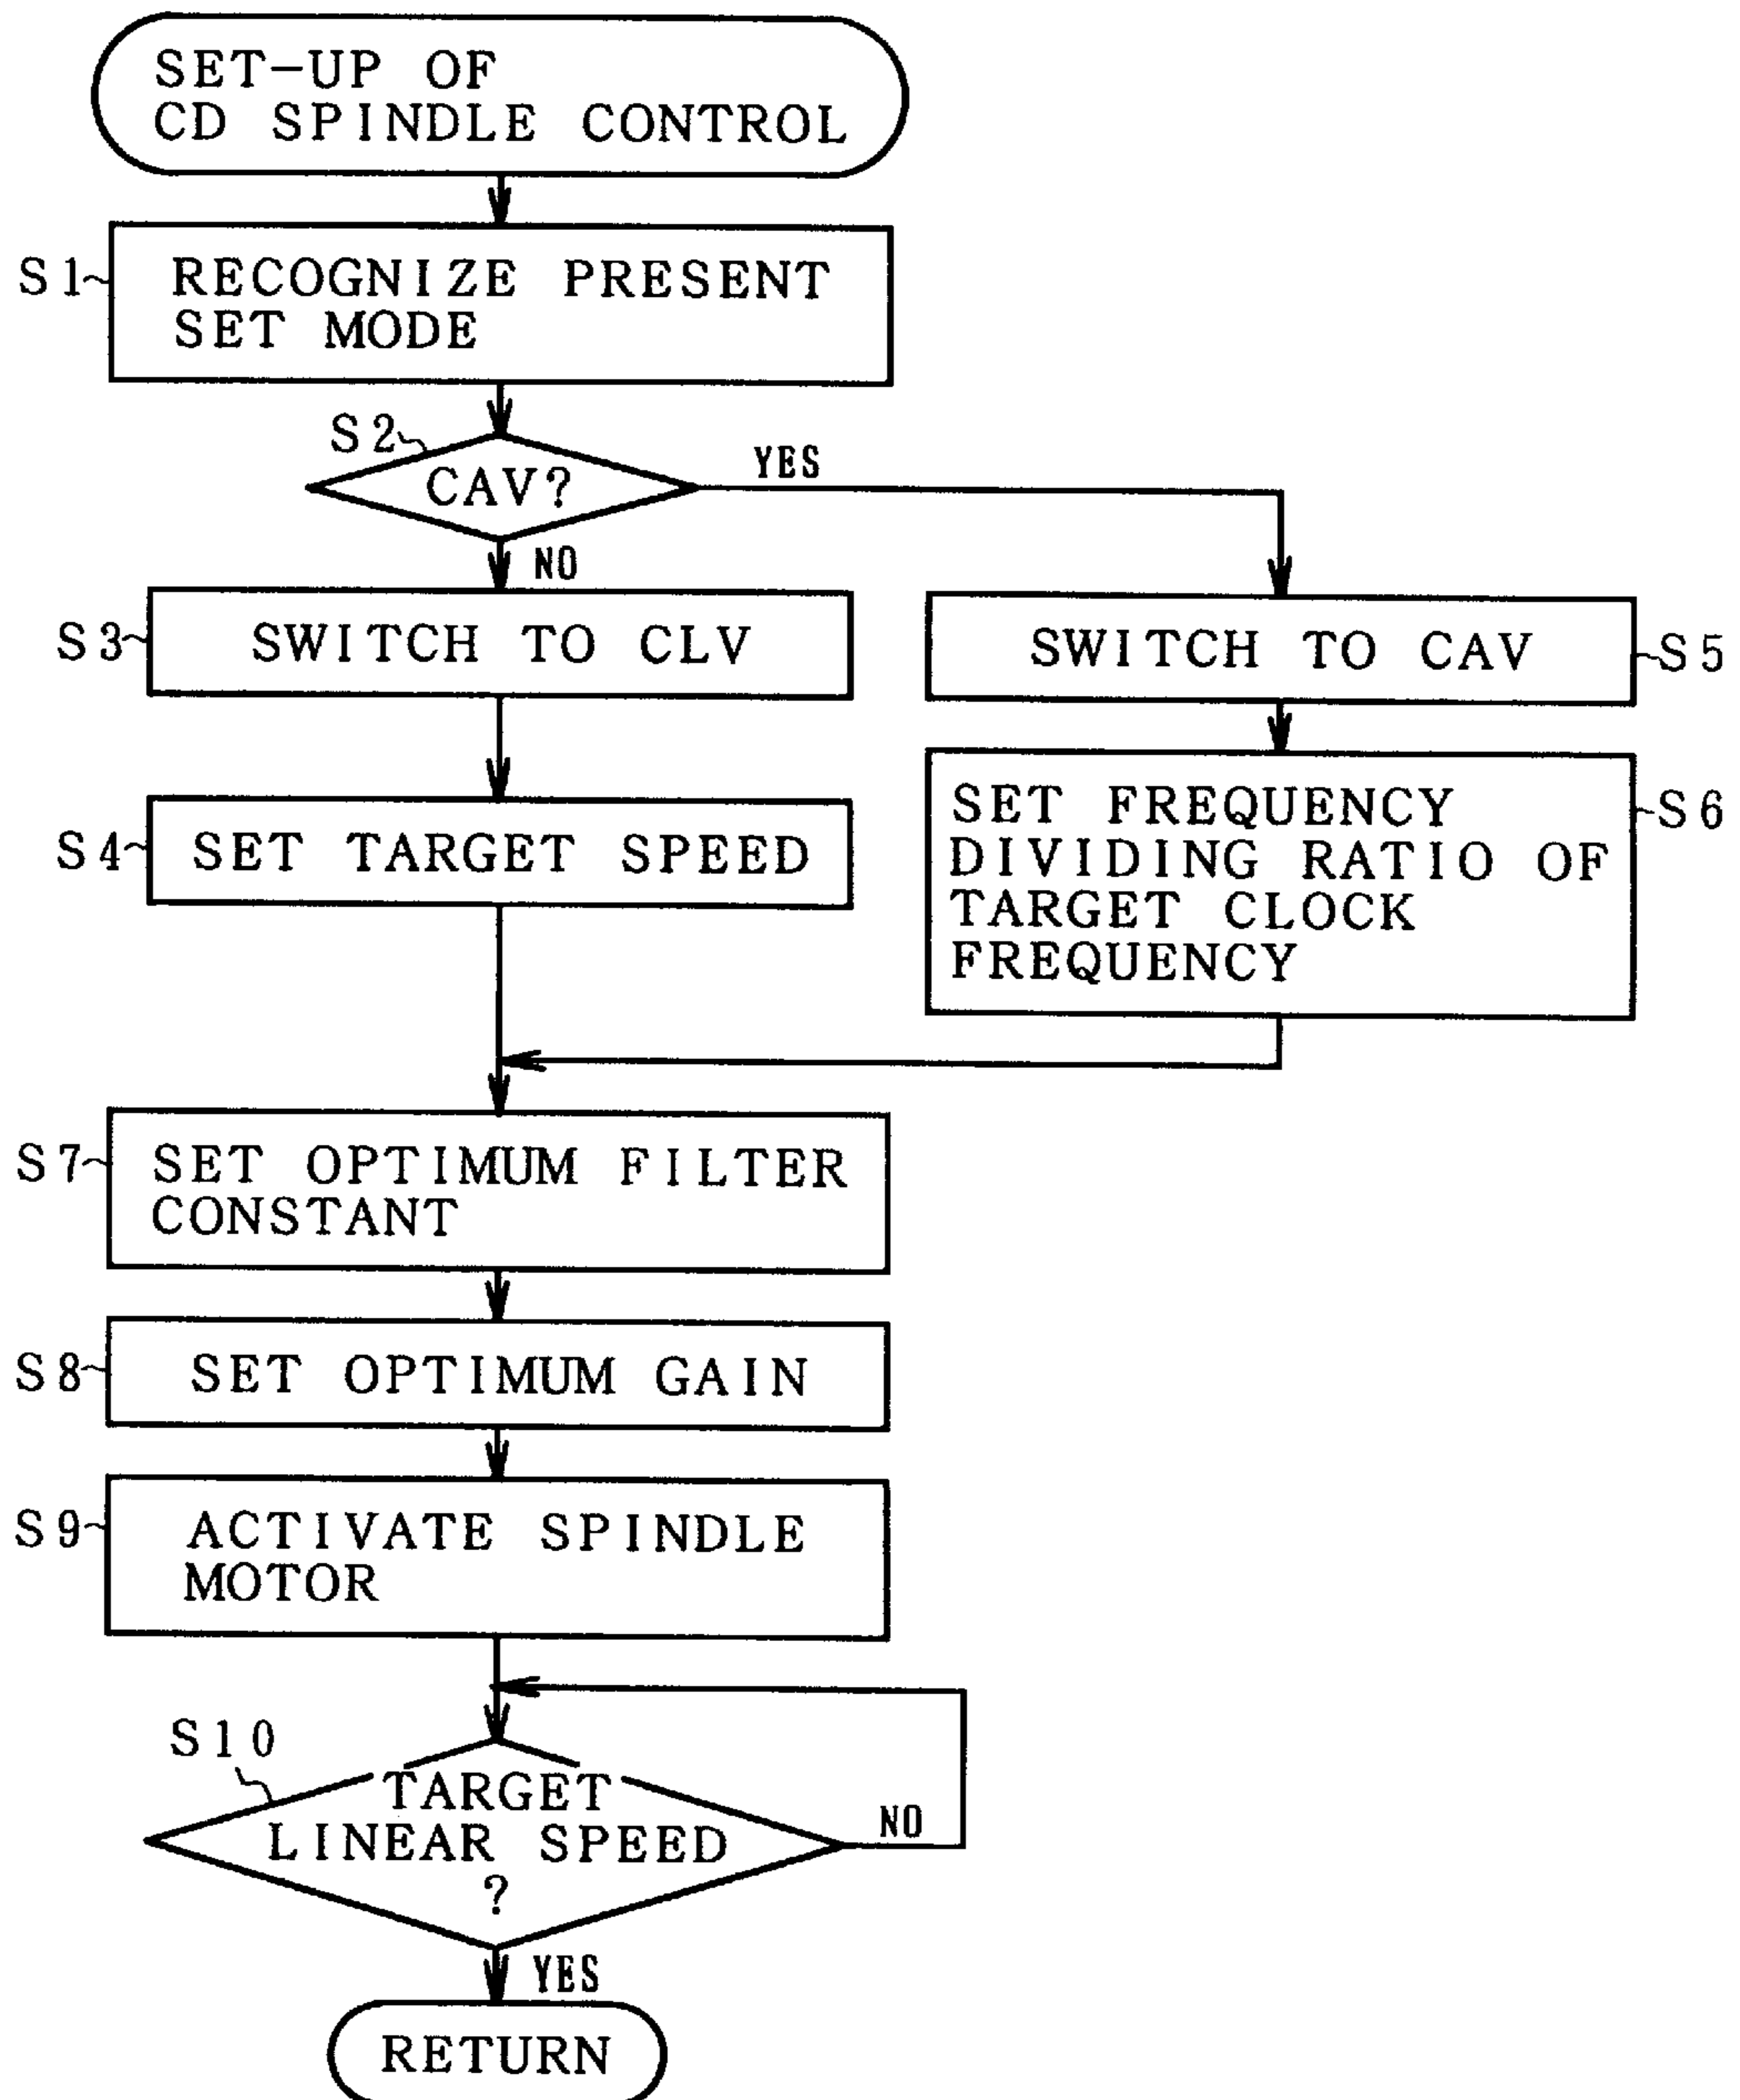 SET-UP OF
CD SPINDLE CONTROL
S1
RECOGNIZE PRESENT
SET MODE
S2
CAV?
YES
NO
S3
SWITCH TO CLV
SWITCH TO CAV
S5
S4
SET TARGET SPEED
SET FREQUENCY
DIVIDING RATIO OF
TARGET CLOCK
FREQUENCY
S6
S7
SET OPTIMUM FILTER
CONSTANT
S8
SET OPTIMUM GAIN
S9
ACTIVATE SPINDLE
MOTOR
S10
TARGET
LINEAR SPEED
?
NO
YES
RETURN